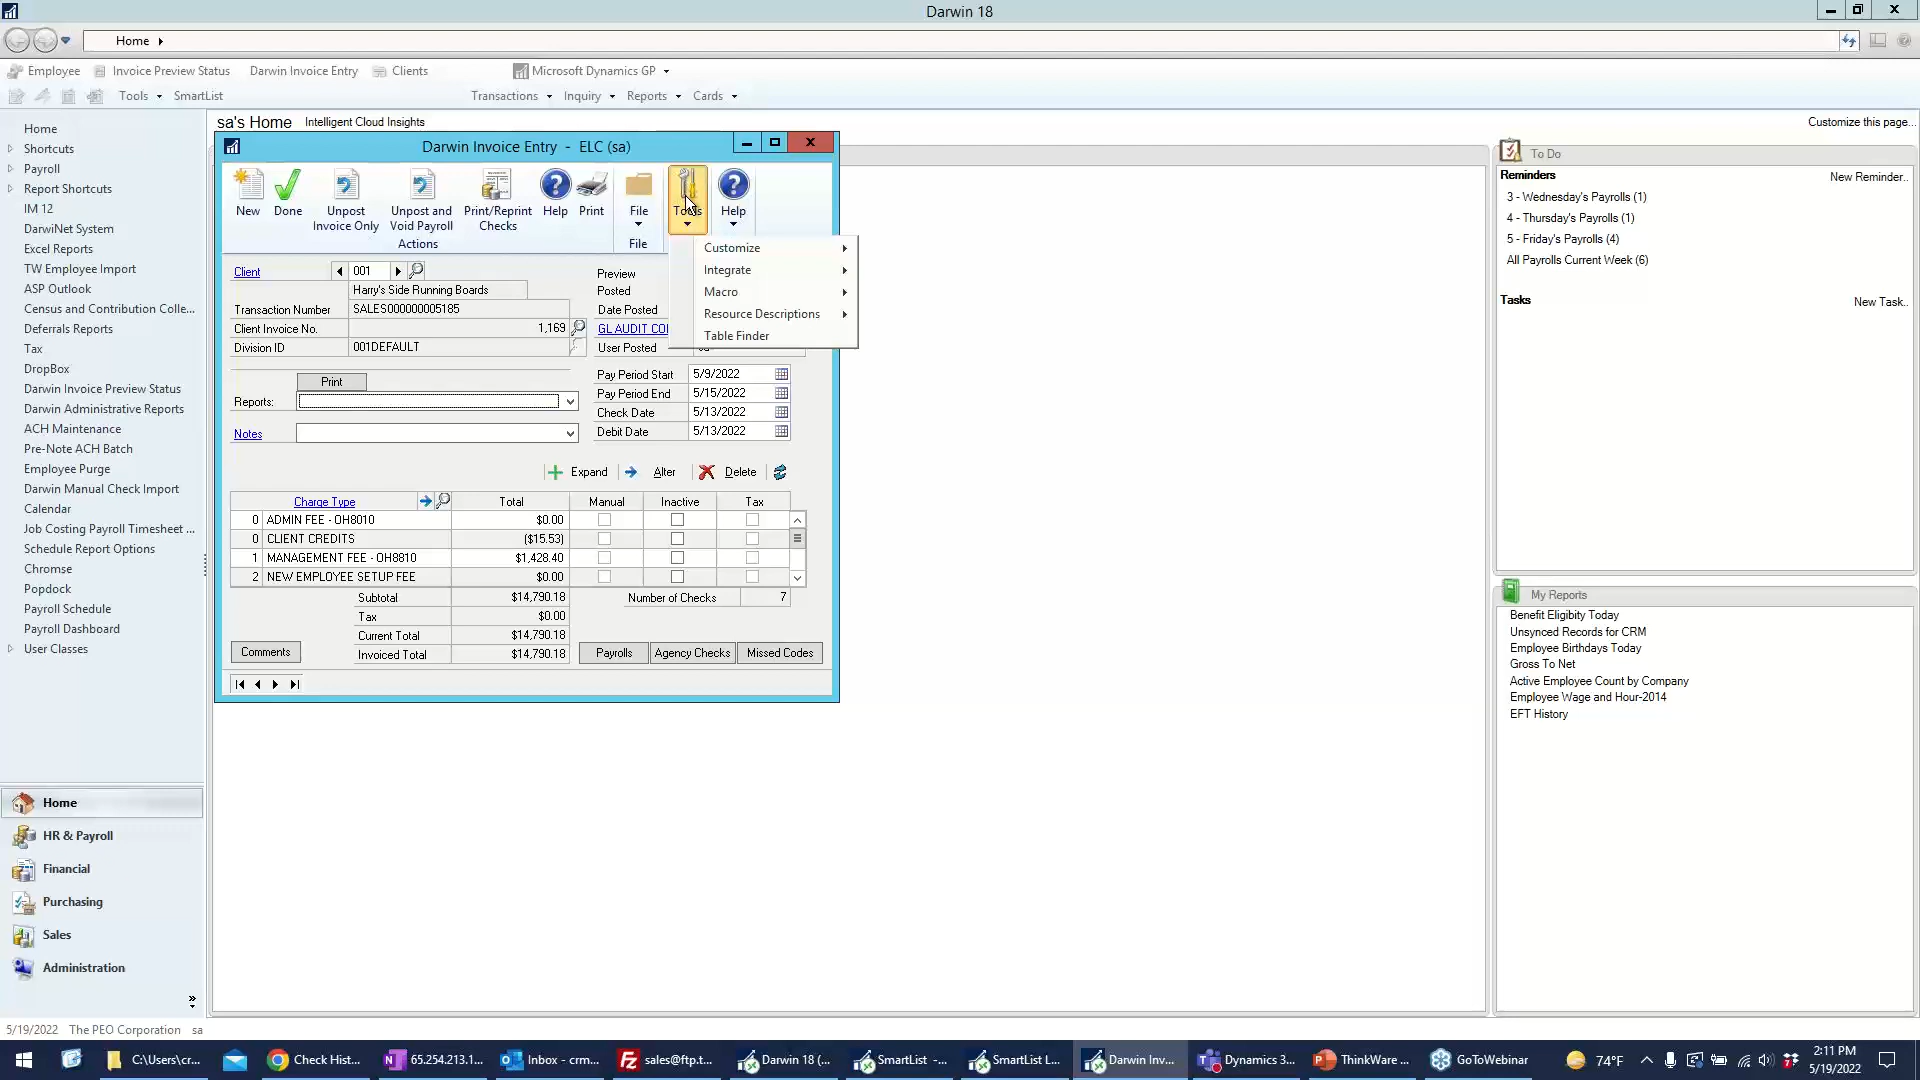 Darwin 18
Home
Employee Invoice Preview Status Darwin Invoice Entry Clients Microsoft Dynamics GP
Tools SmartList Transactions Inquiry Reports Cards
Home
Shortcuts
Payroll
Report Shortcuts
IM 12
DarwiNet System
Excel Reports
TW Employee Import
ASP Outlook
Census and Contribution Colle...
Deferrals Reports
Tax
DropBox
Darwin Invoice Preview Status
Darwin Administrative Reports
ACH Maintenance
Pre-Note ACH Batch
Employee Purge
Darwin Manual Check Import
Calendar
Job Costing Payroll Timesheet ...
Schedule Report Options
Chromse
Popdock
Payroll Schedule
Payroll Dashboard
User Classes
Home
HR & Payroll
Financial
Purchasing
Sales
Administration
sa's Home Intelligent Cloud Insights Customize this page...
Darwin Invoice Entry - ELC (sa)
New Done Unpost Invoice Only Unpost and Void Payroll Print/Reprint Checks Help Print File Tools Help
Actions File
Customize
Integrate
Macro
Resource Descriptions
Table Finder
Client 001 Preview
Harry's Side Running Boards Posted
Transaction Number SALES000000005185 Date Posted
Client Invoice No. 1,169 GL AUDIT CO
Division ID 001DEFAULT User Posted
Print
Reports:
Notes
Pay Period Start 5/9/2022
Pay Period End 5/15/2022
Check Date 5/13/2022
Debit Date 5/13/2022
Expand Alter Delete
Charge Type Total Manual Inactive Tax
0 ADMIN FEE - OH8010 $0.00
0 CLIENT CREDITS ($15.53)
1 MANAGEMENT FEE - OH8810 $1,428.40
2 NEW EMPLOYEE SETUP FEE $0.00
Subtotal $14,790.18 Number of Checks 7
Tax $0.00
Current Total $14,790.18
Invoiced Total $14,790.18
Comments Payrolls Agency Checks Missed Codes
To Do
Reminders New Reminder..
3 - Wednesday's Payrolls (1)
4 - Thursday's Payrolls (1)
5 - Friday's Payrolls (4)
All Payrolls Current Week (6)
Tasks New Task..
My Reports
Benefit Eligibity Today
Unsynced Records for CRM
Employee Birthdays Today
Gross To Net
Active Employee Count by Company
Employee Wage and Hour-2014
EFT History
5/19/2022 The PEO Corporation sa
C:\Users\cr... Check Hist... 65.254.213.1... Inbox - crm... sales@ftp.t... Darwin 18 (... SmartList -... SmartList L... Darwin Inv... Dynamics 3... ThinkWare ... GoToWebinar 74°F
2:11 PM
5/19/2022